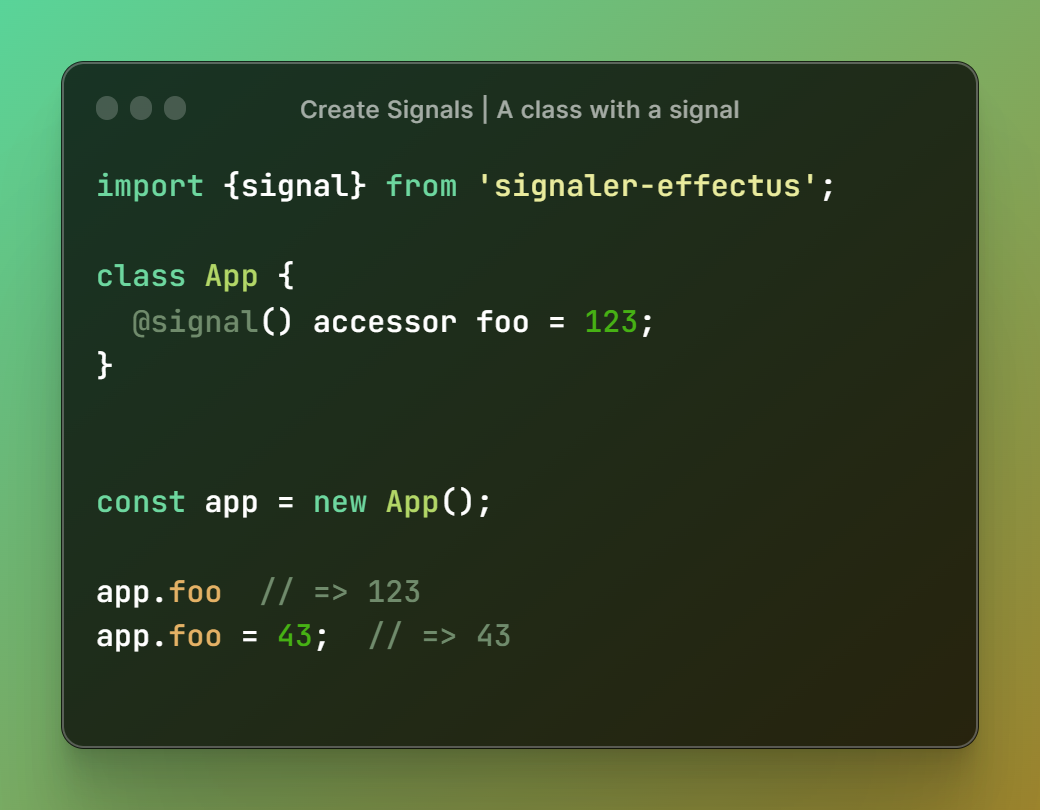 Create Signals | A class with a signal
import {signal} from 'signaler-effectus';
class App {
  @signal() accessor foo = 123;
}
const app = new App();
app.foo  // => 123
app.foo = 43;  // => 43